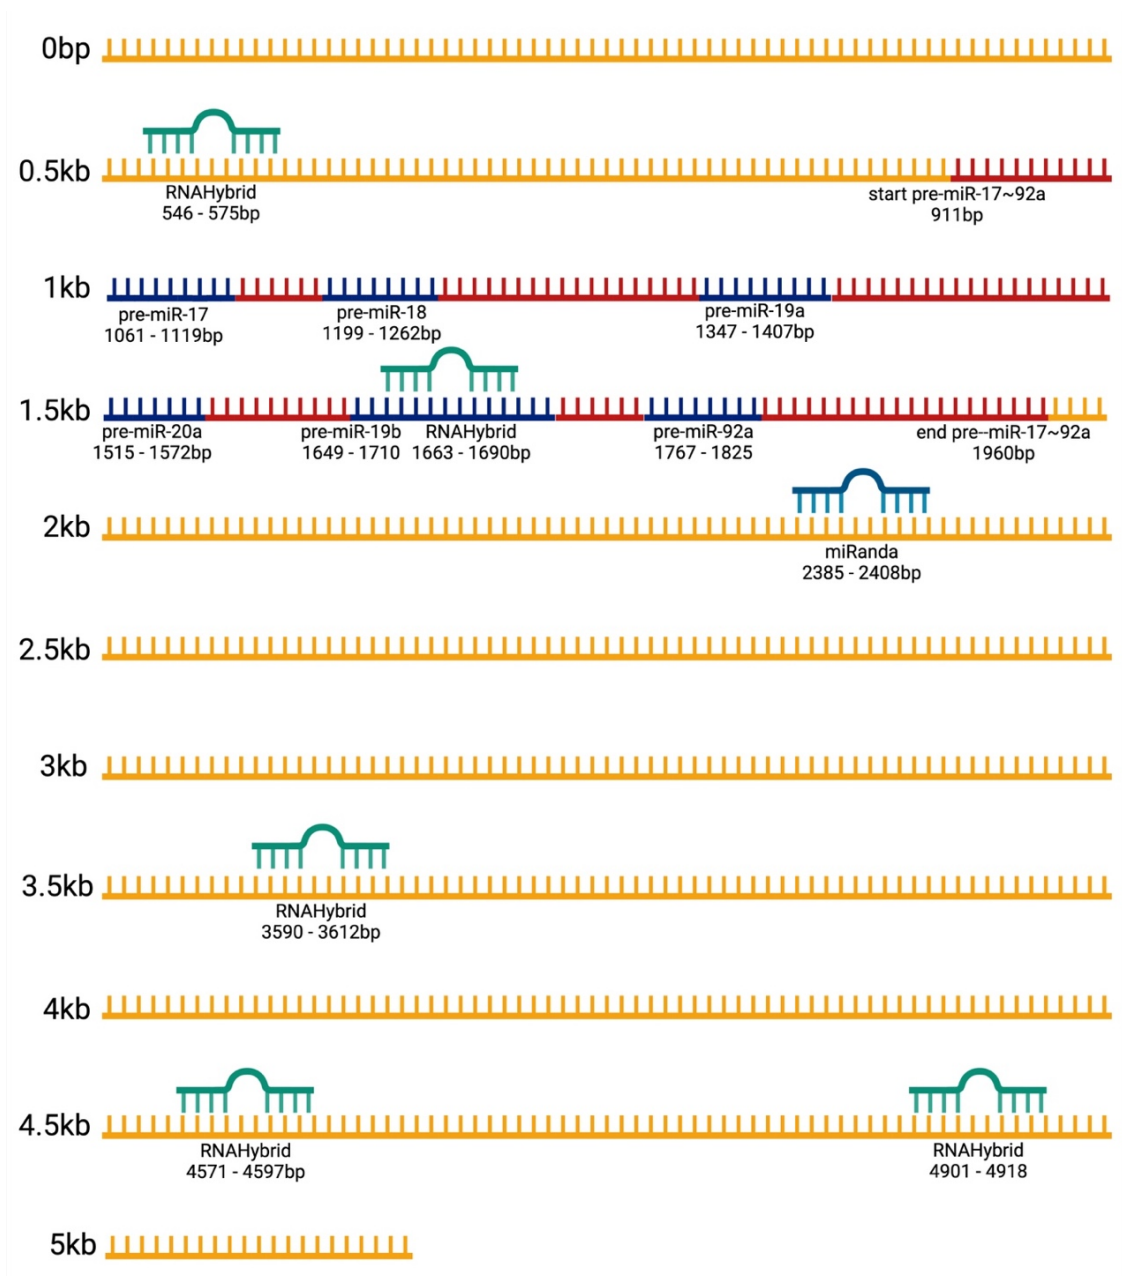 0bp
0.5kb
RNAHybrid
546 - 575bp
start pre-miR-17~92a
911bp
1kb
pre-miR-17
1061 - 1119bp
pre-miR-18
1199 - 1262bp
pre-miR-19a
1347 - 1407bp
1.5kb
pre-miR-20a
1515 - 1572bp
pre-miR-19b
1649 - 1710
RNAHybrid
1663 - 1690bp
pre-miR-92a
1767 - 1825
end pre--miR-17~92a
1960bp
2kb
miRanda
2385 - 2408bp
2.5kb
3kb
3.5kb
RNAHybrid
3590 - 3612bp
4kb
4.5kb
RNAHybrid
4571 - 4597bp
RNAHybrid
4901 - 4918
5kb